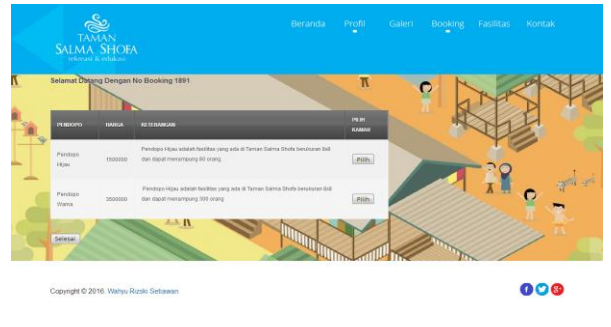 TAMAN
SALMA SHOFA
rekreasi & edukasi
Beranda Profil Galeri Booking Fasilitas Kontak
Selamat Datang Dengan No Booking 1891
PENDOPO HARGA KETERANGAN PILIH
KAMAR
Pendopo
Hijau
1500000
Pendopo Hijau adalah fasilitas yang ada di Taman Salma Shofa berukuran 8x8
dan dapat menampung 80 orang
Pilih
Pendopo
Warna
3500000
Pendopo Hijau adalah fasilitas yang ada di Taman Salma Shofa berukuran 8x8
dan dapat menampung 300 orang
Pilih
Selesai
Copyright © 2016. Wahyu Rizski Setiawan